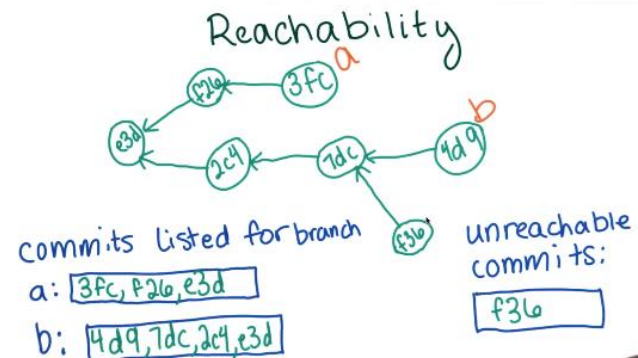 Reachability
a
f26
3fc
b
e3d
2c4
7dc
4d9
f36
commits listed for branch
a: 3fc, f26, e3d
b: 4d9, 7dc, 2c4, e3d
unreachable
commits:
f36